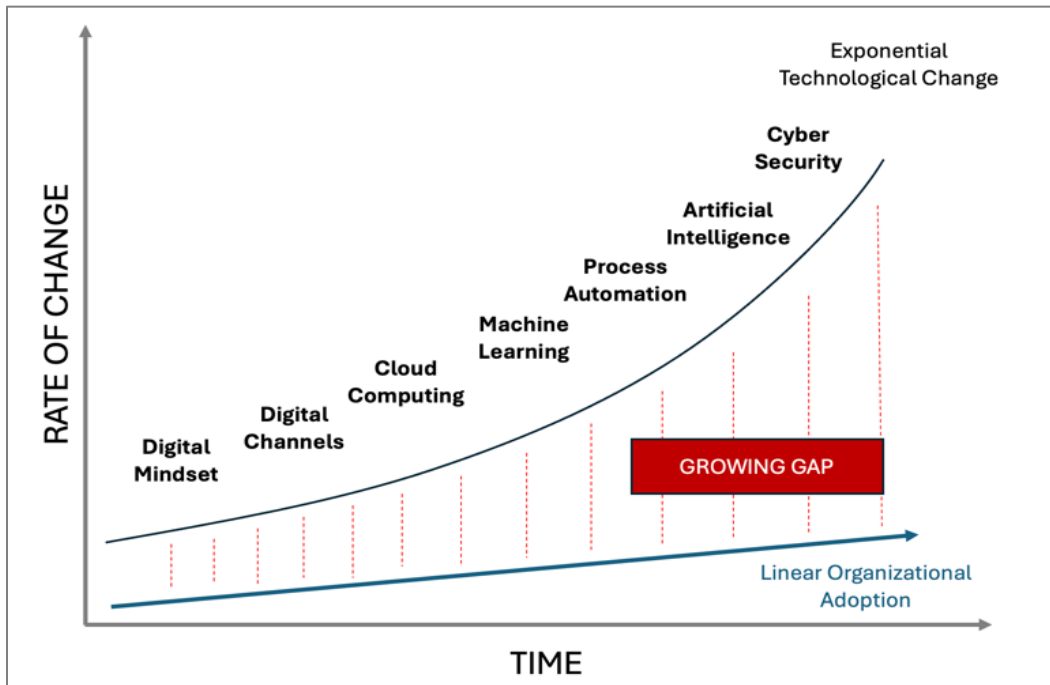 Exponential
Technological Change
Cyber
Security
Artificial
Intelligence
Process
Automation
Machine
Learning
Cloud
Computing
Digital
Channels
Digital
Mindset
RATE OF CHANGE
GROWING GAP
Linear Organizational
Adoption
TIME